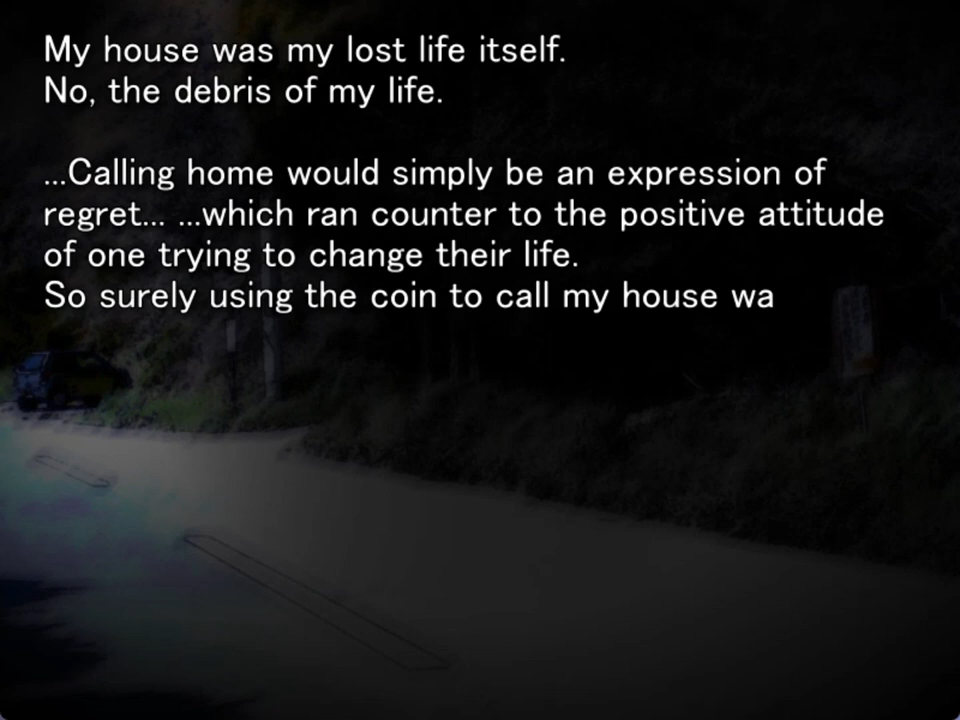 My house was my lost life itself.
No, the debris of my life.
...Calling home would simply be an expression of
regret... ...which ran counter to the positive attitude
of one trying to change their life.
So surely using the coin to call my house wa